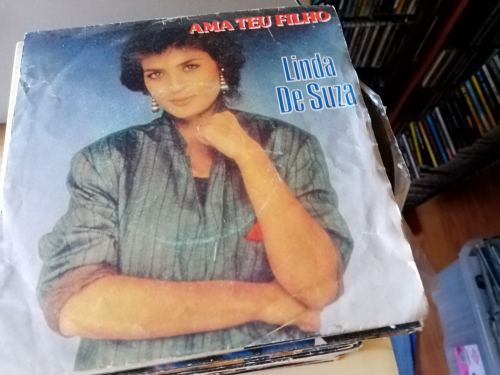 AMA TEU FILHO
Linda
De Suza